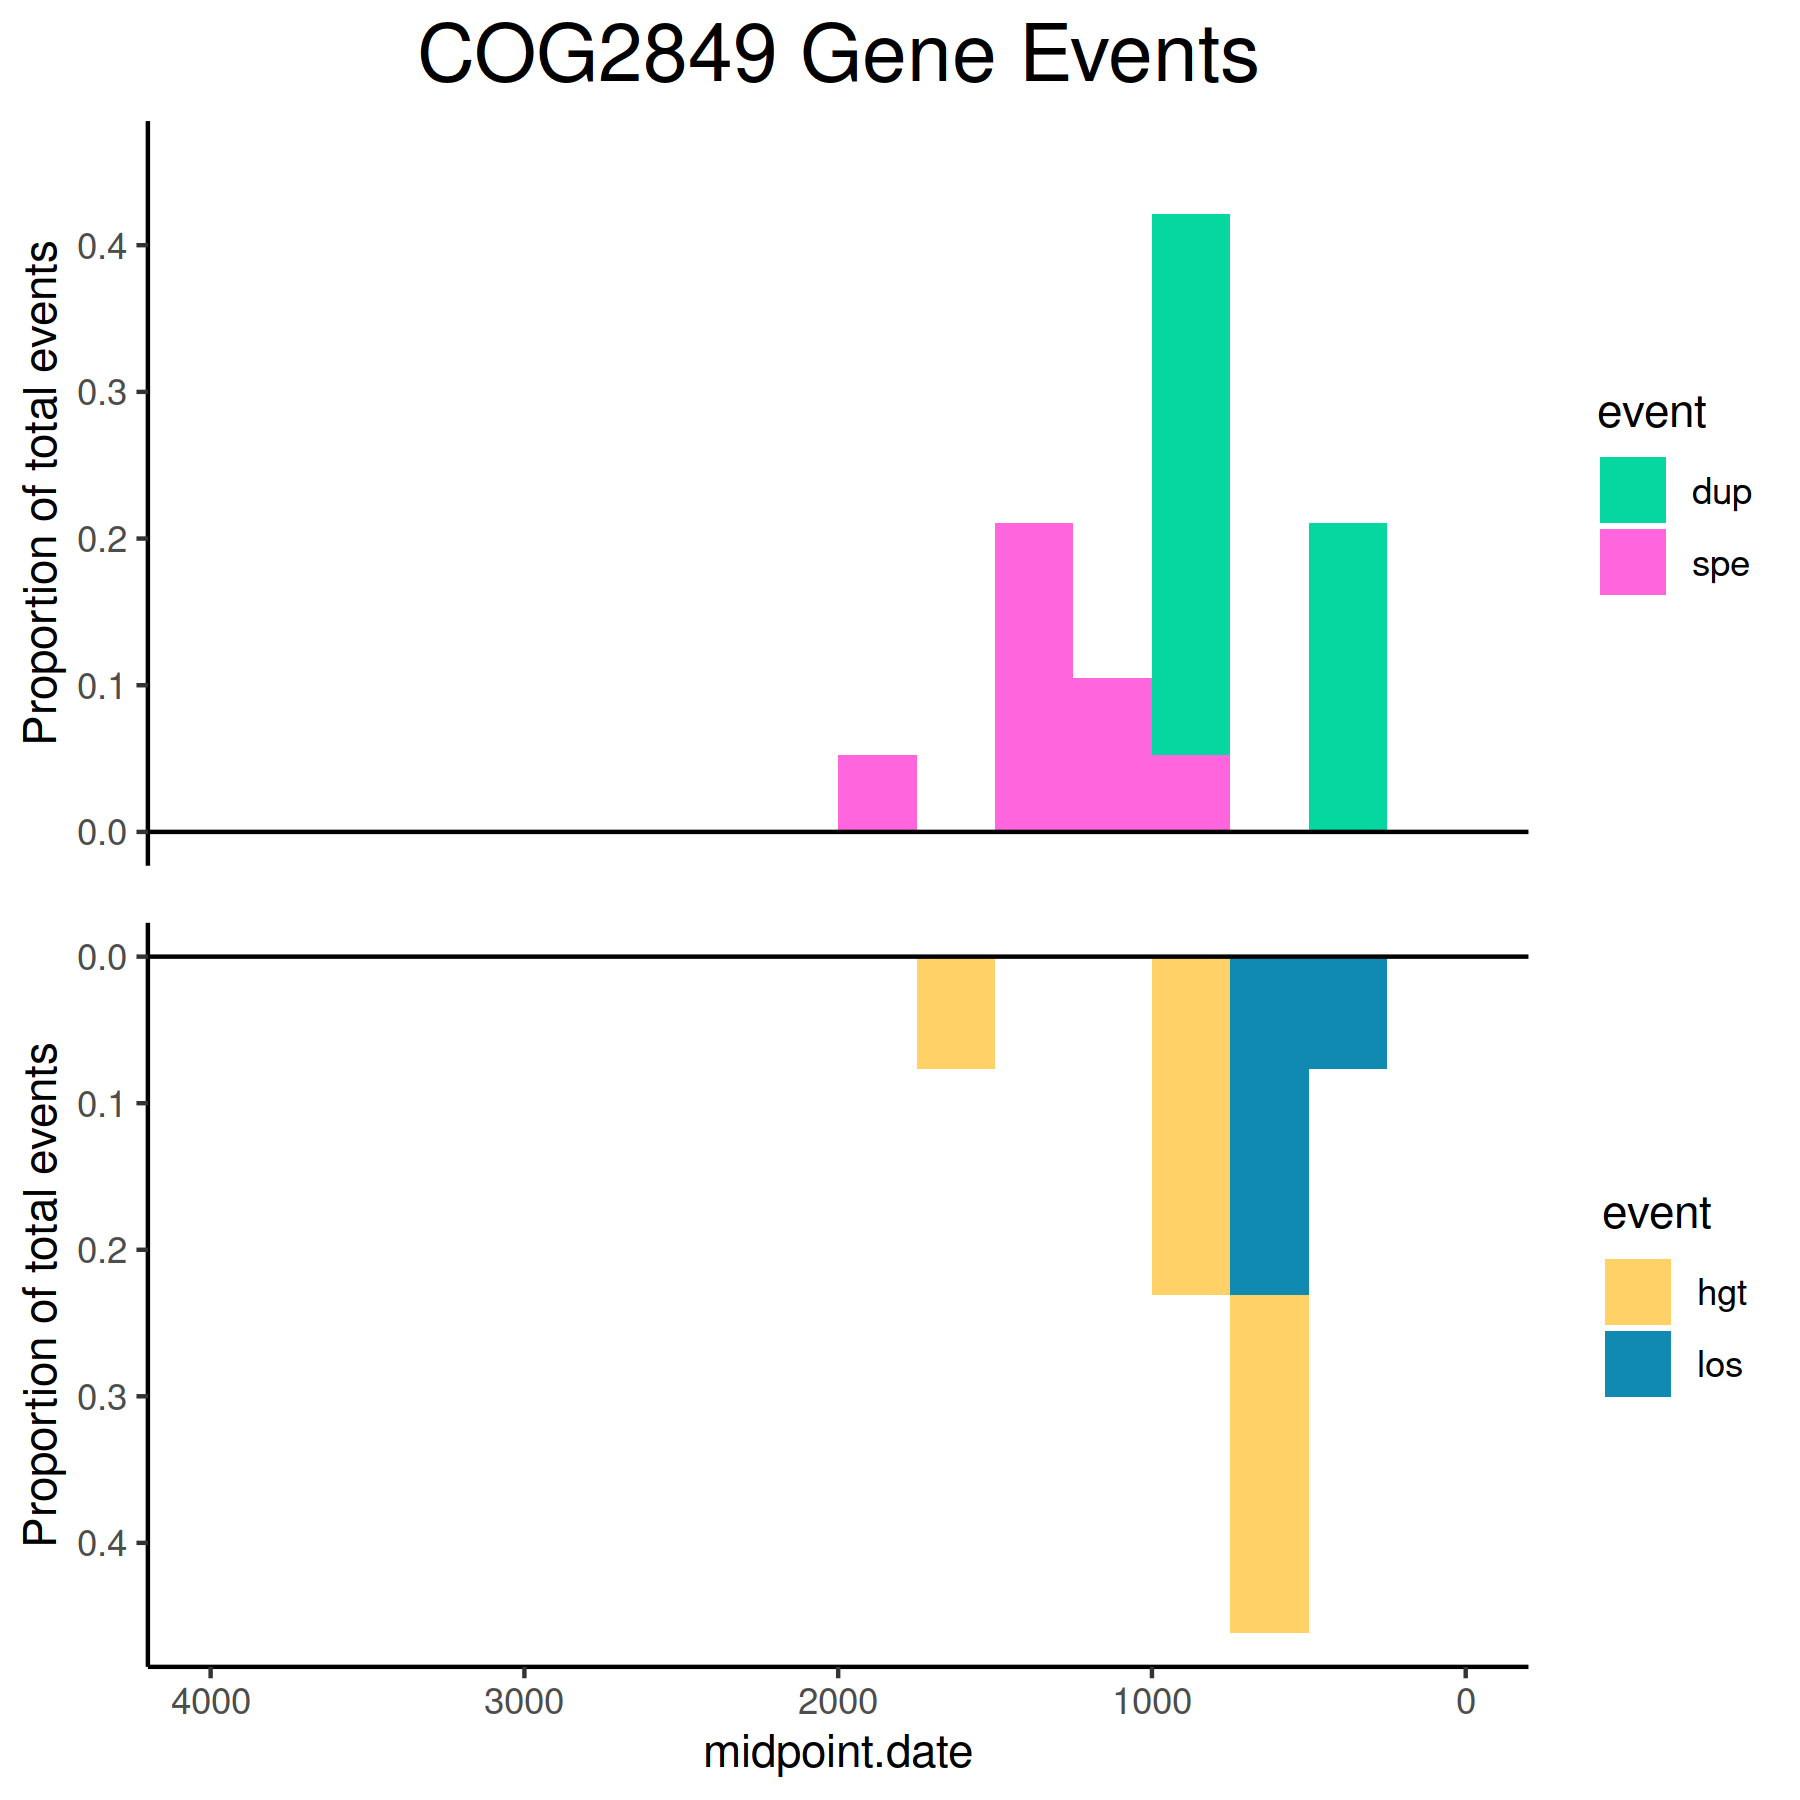 COG2849 Gene Events
Proportion of total events
0.4
0.3
0.2
0.1
0.0
event
dup
spe
Proportion of total events
0.0
0.1
0.2
0.3
0.4
event
hgt
los
4000 3000 2000 1000 0
midpoint.date